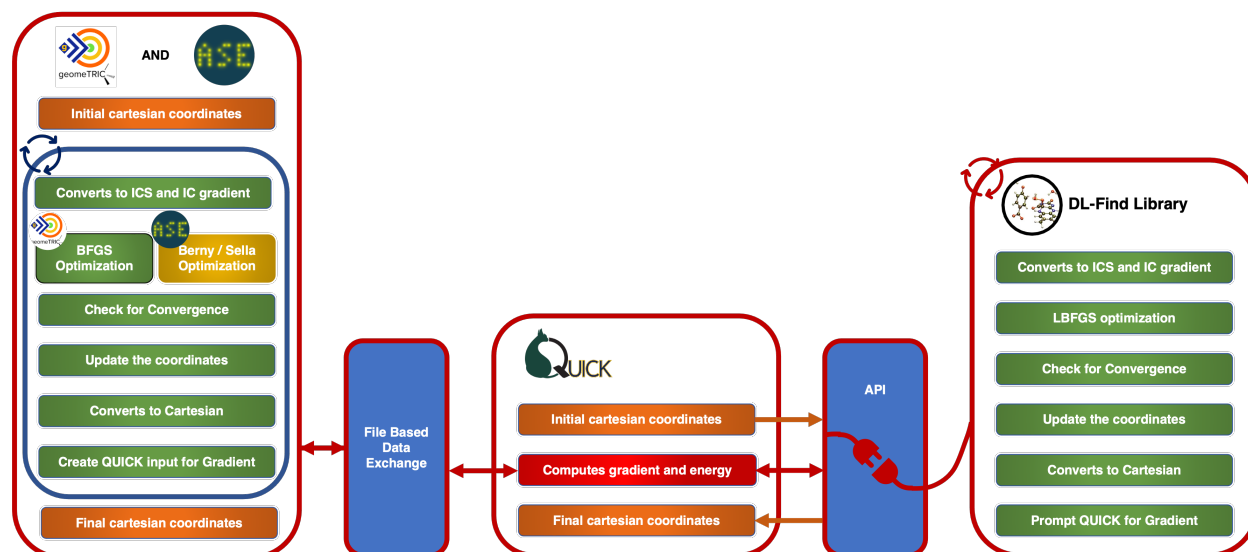 geomeTRIC
AND
ASE
Initial cartesian coordinates
Converts to ICS and IC gradient
ASE
BFGS
Optimization
Berny / Sella
Optimization
Check for Convergence
Update the coordinates
Converts to Cartesian
Create QUICK input for Gradient
Final cartesian coordinates
File Based
Data
Exchange
QUICK
Initial cartesian coordinates
Computes gradient and energy
Final cartesian coordinates
API
DL-Find Library
Converts to ICS and IC gradient
LBFGS optimization
Check for Convergence
Update the coordinates
Converts to Cartesian
Prompt QUICK for Gradient